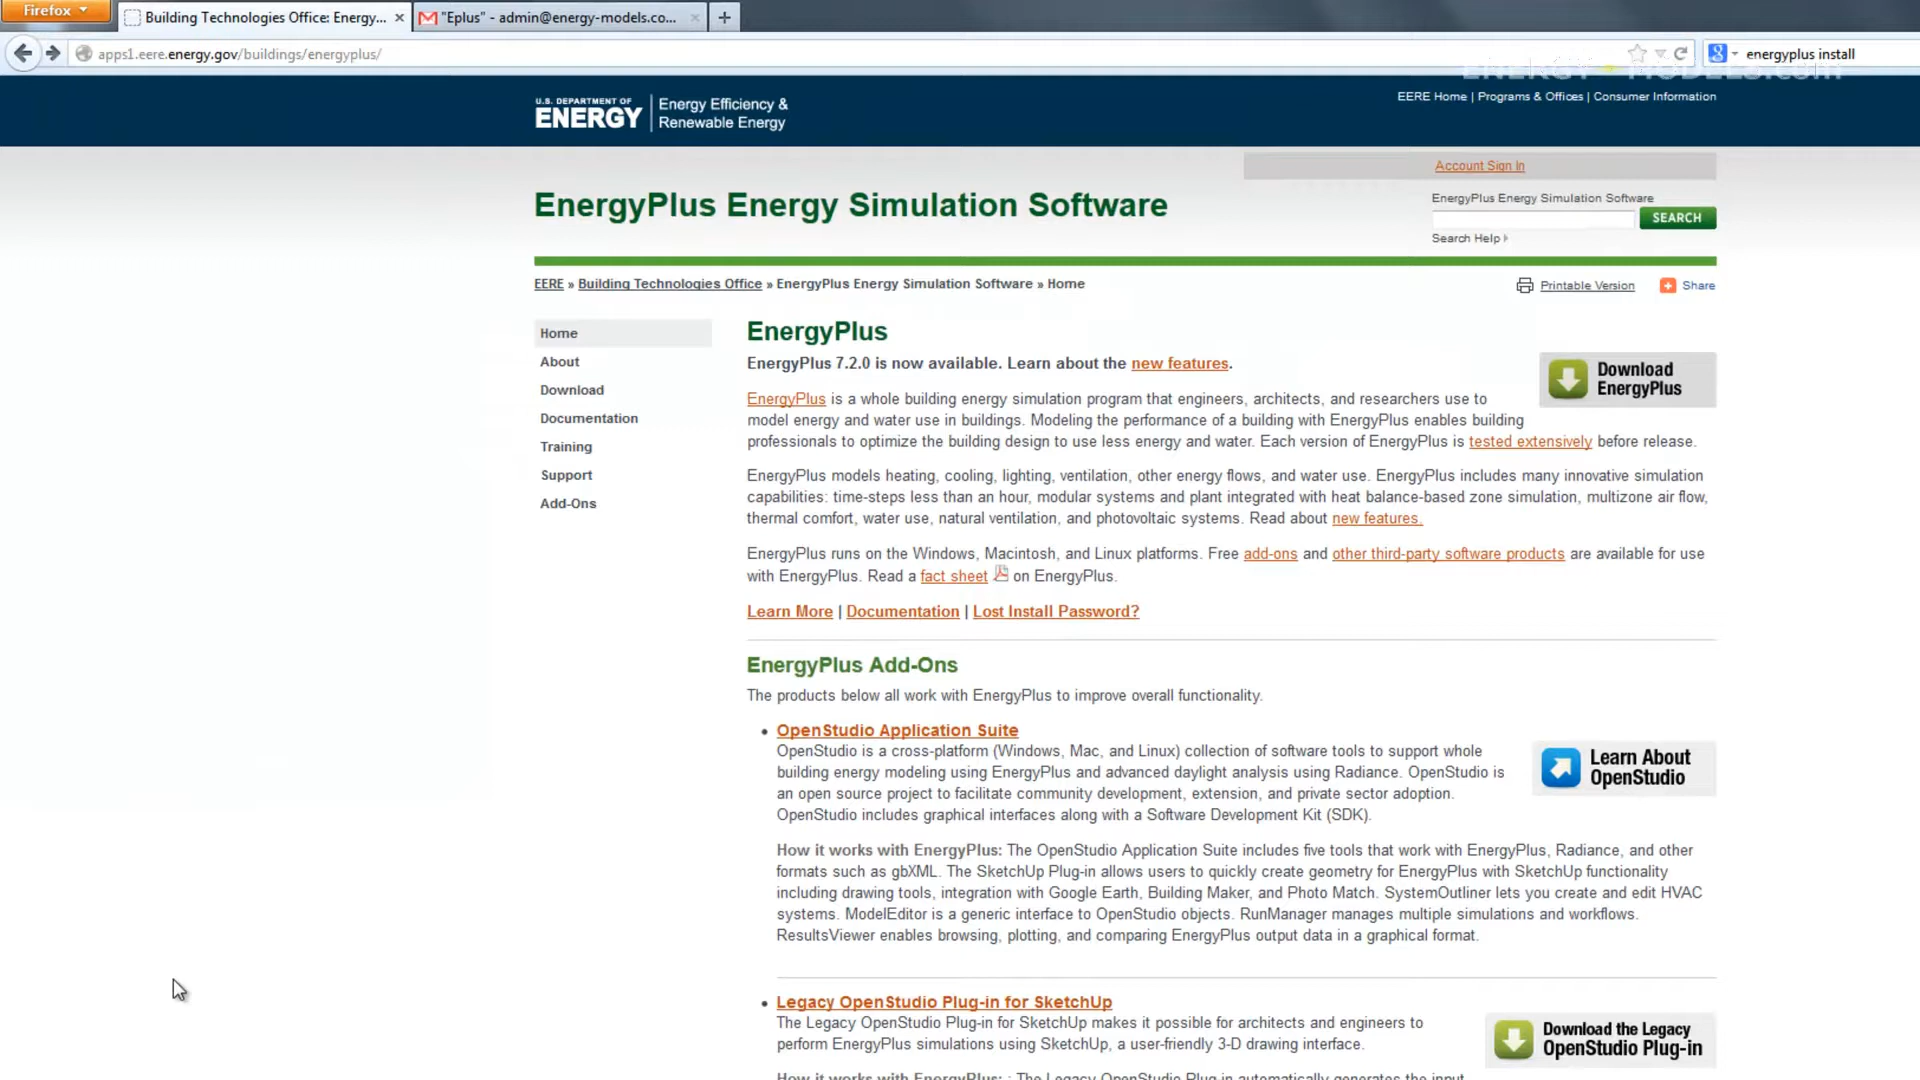 Firefox
Building Technologies Office: Energy...
"Eplus" - admin@energy-models.co...
apps1.eere.energy.gov/buildings/energyplus/
energyplus install
ENERGY-MODELS.com
U.S. DEPARTMENT OF
ENERGY
Energy Efficiency &
Renewable Energy
EERE Home | Programs & Offices | Consumer Information
Account Sign In
EnergyPlus Energy Simulation Software
EnergyPlus Energy Simulation Software
SEARCH
Search Help
EERE » Building Technologies Office » EnergyPlus Energy Simulation Software » Home
Printable Version
Share
Home
About
Download
Documentation
Training
Support
Add-Ons
EnergyPlus
EnergyPlus 7.2.0 is now available. Learn about the new features.
Download
EnergyPlus
EnergyPlus is a whole building energy simulation program that engineers, architects, and researchers use to
model energy and water use in buildings. Modeling the performance of a building with EnergyPlus enables building
professionals to optimize the building design to use less energy and water. Each version of EnergyPlus is tested extensively before release.
EnergyPlus models heating, cooling, lighting, ventilation, other energy flows, and water use. EnergyPlus includes many innovative simulation
capabilities: time-steps less than an hour, modular systems and plant integrated with heat balance-based zone simulation, multizone air flow,
thermal comfort, water use, natural ventilation, and photovoltaic systems. Read about new features.
EnergyPlus runs on the Windows, Macintosh, and Linux platforms. Free add-ons and other third-party software products are available for use
with EnergyPlus. Read a fact sheet on EnergyPlus.
Learn More | Documentation | Lost Install Password?
EnergyPlus Add-Ons
The products below all work with EnergyPlus to improve overall functionality.
• OpenStudio Application Suite
OpenStudio is a cross-platform (Windows, Mac, and Linux) collection of software tools to support whole
building energy modeling using EnergyPlus and advanced daylight analysis using Radiance. OpenStudio is
an open source project to facilitate community development, extension, and private sector adoption.
OpenStudio includes graphical interfaces along with a Software Development Kit (SDK).
Learn About
OpenStudio
How it works with EnergyPlus: The OpenStudio Application Suite includes five tools that work with EnergyPlus, Radiance, and other
formats such as gbXML. The SketchUp Plug-in allows users to quickly create geometry for EnergyPlus with SketchUp functionality
including drawing tools, integration with Google Earth, Building Maker, and Photo Match. SystemOutliner lets you create and edit HVAC
systems. ModelEditor is a generic interface to OpenStudio objects. RunManager manages multiple simulations and workflows.
ResultsViewer enables browsing, plotting, and comparing EnergyPlus output data in a graphical format.
• Legacy OpenStudio Plug-in for SketchUp
The Legacy OpenStudio Plug-in for SketchUp makes it possible for architects and engineers to
perform EnergyPlus simulations using SketchUp, a user-friendly 3-D drawing interface.
Download the Legacy
OpenStudio Plug-in
How it works with EnergyPlus: : The Legacy OpenStudio Plug-in automatically generates the input